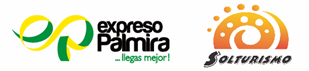 expreso
Palmira
... llegas mejor!
SOLTURISMO